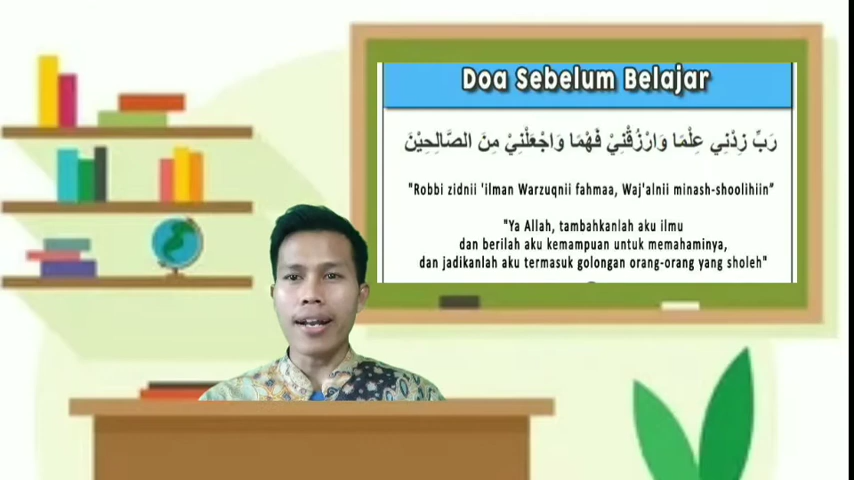 Doa Sebelum Belajar
رَبِّ زِدْنِي عِلْمًا وَارْزُقْنِيْ فَهْمًا وَاجْعَلْنِيْ مِنَ الصَّالِحِيْنَ
"Robbi zidnii 'ilman Warzuqnii fahmaa, Waj'alnii minash-shoolihiin”
"Ya Allah, tambahkanlah aku ilmu
dan berilah aku kemampuan untuk memahaminya,
dan jadikanlah aku termasuk golongan orang-orang yang sholeh"